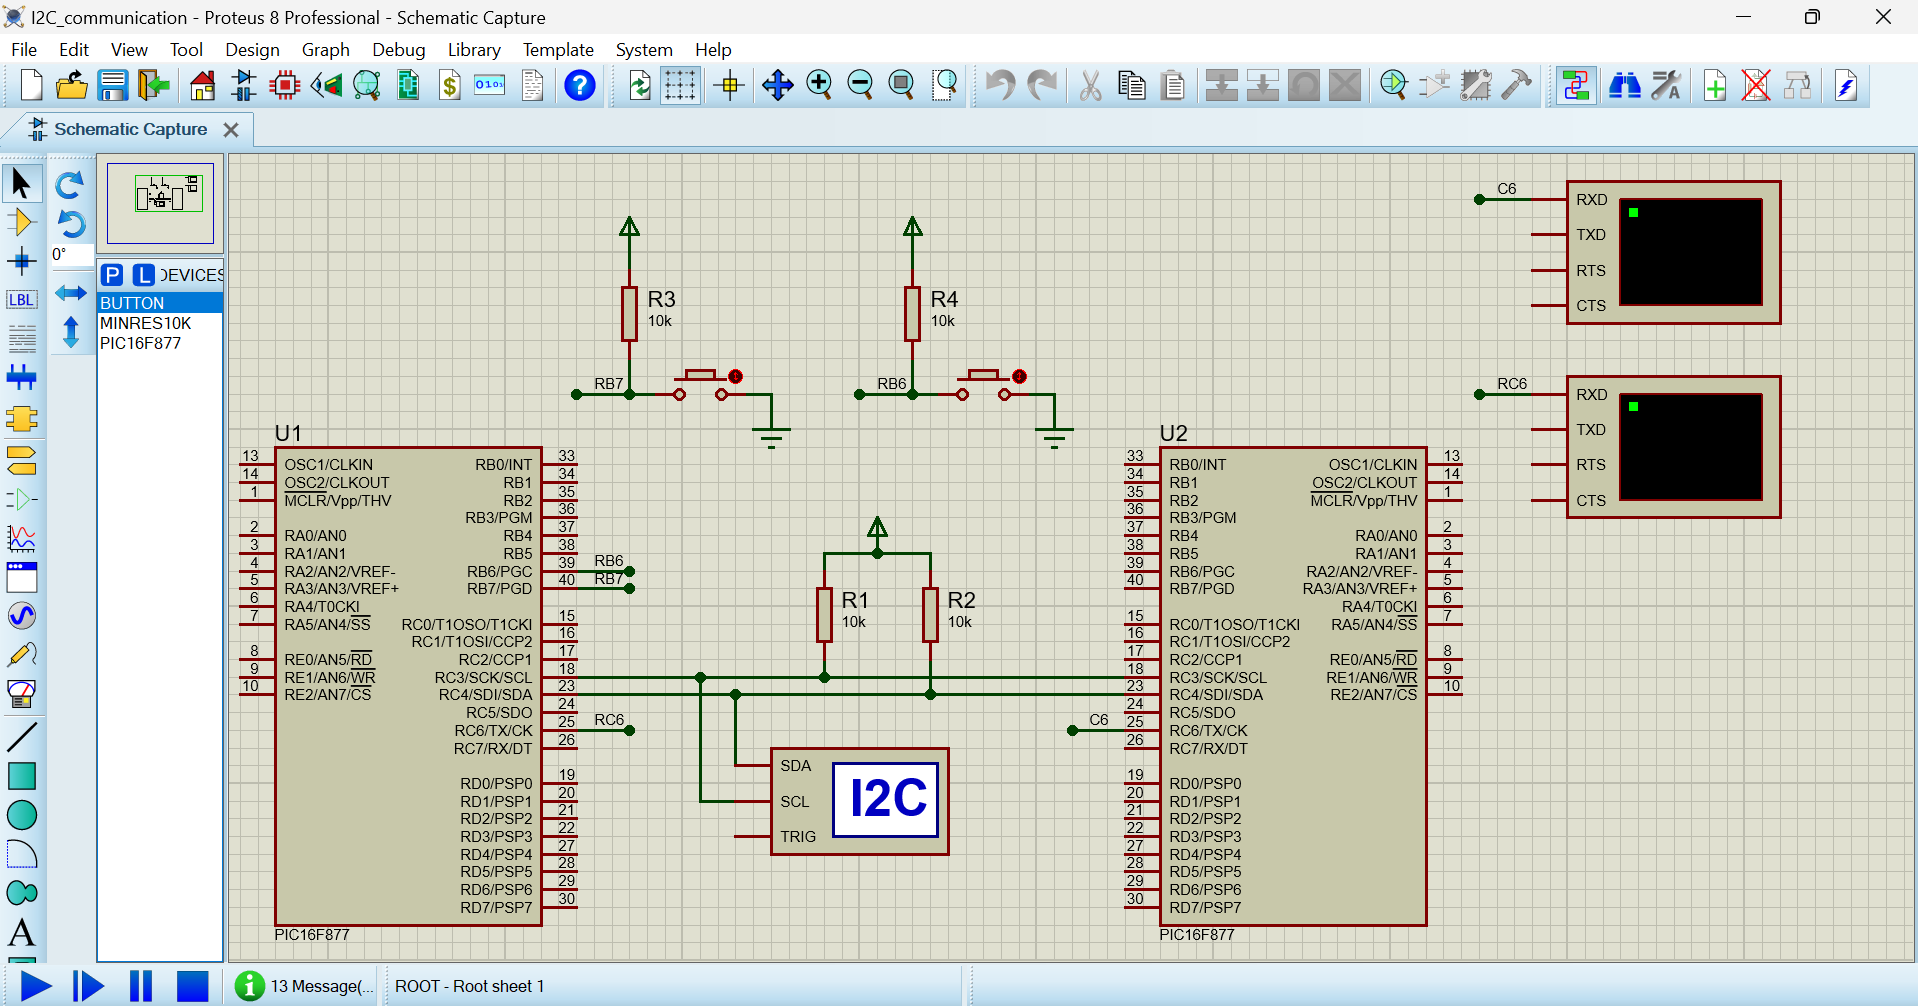 I2C_communication - Proteus 8 Professional - Schematic Capture
File Edit View Tool Design Graph Debug Library Template System Help
Schematic Capture
0°
P L DEVICES
BUTTON
MINRES10K
PIC16F877
LBL
A
R3
10k
RB7
R4
10k
RB6
C6
RXD
TXD
RTS
CTS
RC6
RXD
TXD
RTS
CTS
U1
13 OSC1/CLKIN RB0/INT 33
14 OSC2/CLKOUT RB1 34
1 MCLR/Vpp/THV RB2 35
RB3/PGM 36
2 RA0/AN0 RB4 37
3 RA1/AN1 RB5 38
4 RA2/AN2/VREF- RB6/PGC 39 RB6
5 RA3/AN3/VREF+ RB7/PGD 40 RB7
6 RA4/T0CKI
7 RA5/AN4/SS RC0/T1OSO/T1CKI 15
RC1/T1OSI/CCP2 16
8 RE0/AN5/RD RC2/CCP1 17
9 RE1/AN6/WR RC3/SCK/SCL 18
10 RE2/AN7/CS RC4/SDI/SDA 23
RC5/SDO 24
RC6/TX/CK 25 RC6
RC7/RX/DT 26
RD0/PSP0 19
RD1/PSP1 20
RD2/PSP2 21
RD3/PSP3 22
RD4/PSP4 27
RD5/PSP5 28
RD6/PSP6 29
RD7/PSP7 30
PIC16F877
R1
10k
R2
10k
SDA
SCL
TRIG
I2C
U2
33 RB0/INT OSC1/CLKIN 13
34 RB1 OSC2/CLKOUT 14
35 RB2 MCLR/Vpp/THV 1
36 RB3/PGM
37 RB4 RA0/AN0 2
38 RB5 RA1/AN1 3
39 RB6/PGC RA2/AN2/VREF- 4
40 RB7/PGD RA3/AN3/VREF+ 5
RA4/T0CKI 6
15 RC0/T1OSO/T1CKI RA5/AN4/SS 7
16 RC1/T1OSI/CCP2
17 RC2/CCP1 RE0/AN5/RD 8
18 RC3/SCK/SCL RE1/AN6/WR 9
23 RC4/SDI/SDA RE2/AN7/CS 10
24 RC5/SDO
C6 25 RC6/TX/CK
26 RC7/RX/DT
19 RD0/PSP0
20 RD1/PSP1
21 RD2/PSP2
22 RD3/PSP3
27 RD4/PSP4
28 RD5/PSP5
29 RD6/PSP6
30 RD7/PSP7
PIC16F877
13 Message(...
ROOT - Root sheet 1